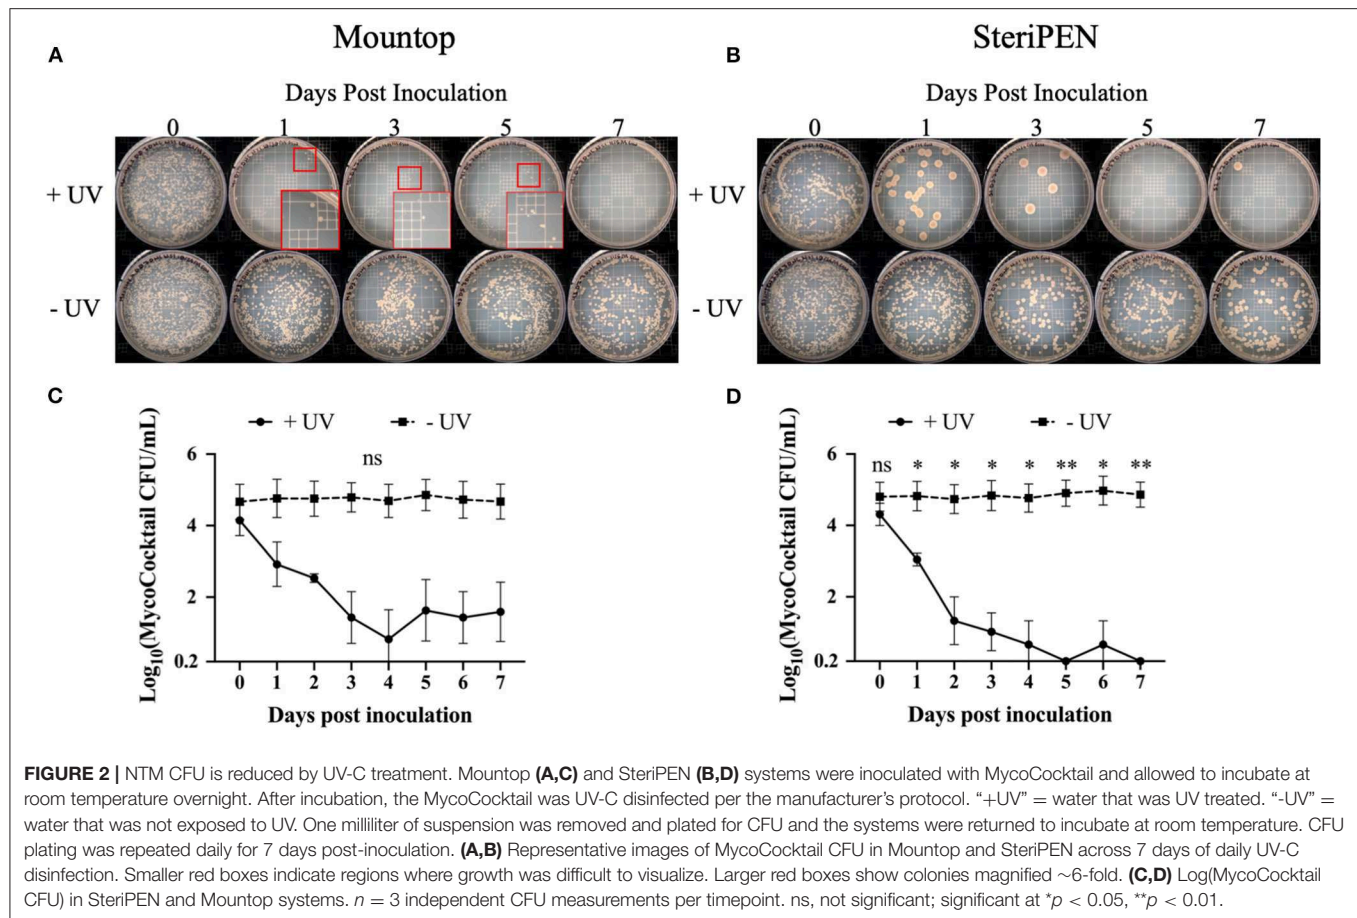 Mountop
SteriPEN
A
B
Days Post Inoculation
Days Post Inoculation
0 1 3 5 7
0 1 3 5 7
+ UV
+ UV
- UV
- UV
C
D
+ UV - UV
+ UV - UV
Log10(MycoCocktail CFU/mL)
6
4
2
0.2
ns
0 1 2 3 4 5 6 7
Days post inoculation
Log10(MycoCocktail CFU/mL)
6
4
2
0.2
ns * * * * ** * **
0 1 2 3 4 5 6 7
Days post inoculation
FIGURE 2 | NTM CFU is reduced by UV-C treatment. Mountop (A,C) and SteriPEN (B,D) systems were inoculated with MycoCocktail and allowed to incubate at
room temperature overnight. After incubation, the MycoCocktail was UV-C disinfected per the manufacturer's protocol. “+UV” = water that was UV treated. “-UV” =
water that was not exposed to UV. One milliliter of suspension was removed and plated for CFU and the systems were returned to incubate at room temperature. CFU
plating was repeated daily for 7 days post-inoculation. (A,B) Representative images of MycoCocktail CFU in Mountop and SteriPEN across 7 days of daily UV-C
disinfection. Smaller red boxes indicate regions where growth was difficult to visualize. Larger red boxes show colonies magnified ~6-fold. (C,D) Log(MycoCocktail
CFU) in SteriPEN and Mountop systems. n = 3 independent CFU measurements per timepoint. ns, not significant; significant at *p < 0.05, **p < 0.01.